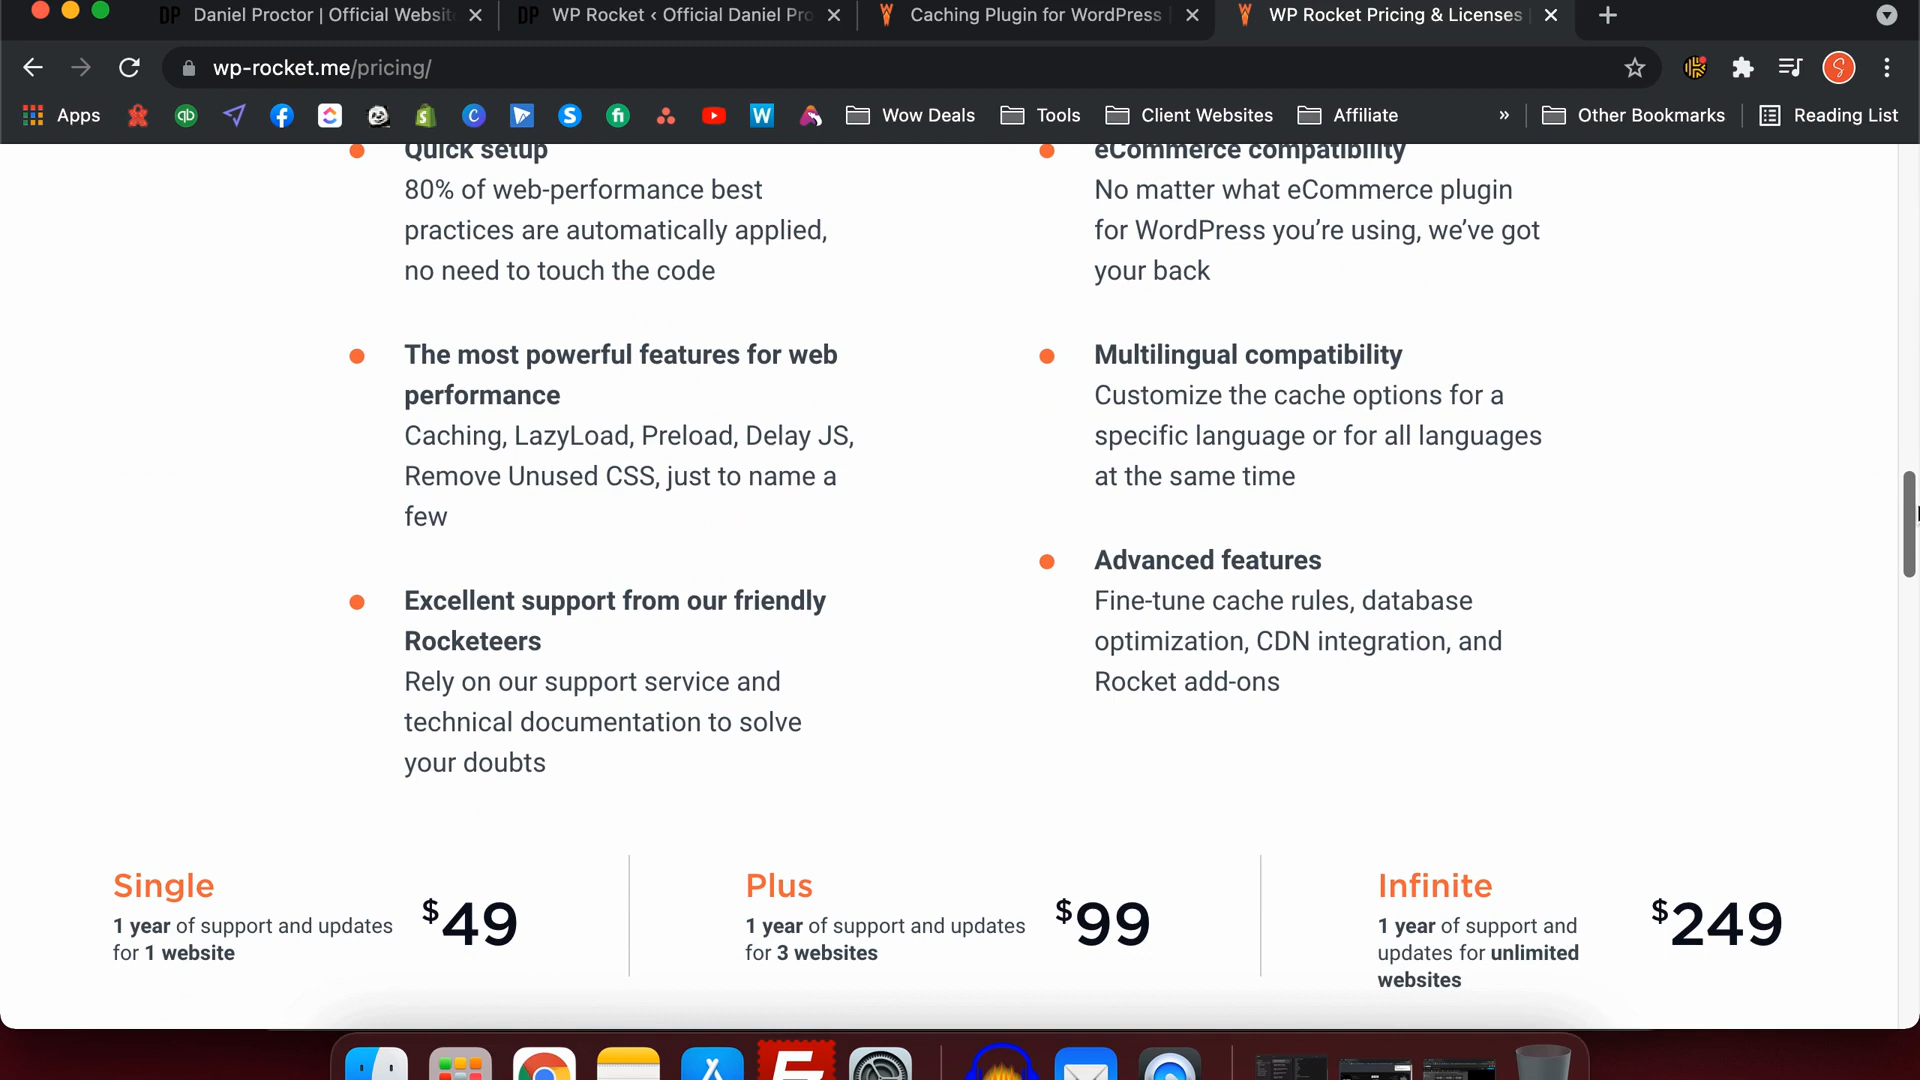 DP Daniel Proctor | Official Websit
DP WP Rocket ‹ Official Daniel Pro
Caching Plugin for WordPress |
WP Rocket Pricing & Licenses |
wp-rocket.me/pricing/
Apps
Wow Deals
Tools
Client Websites
Affiliate
»
Other Bookmarks
Reading List
Quick setup
80% of web-performance best
practices are automatically applied,
no need to touch the code
The most powerful features for web
performance
Caching, LazyLoad, Preload, Delay JS,
Remove Unused CSS, just to name a
few
Excellent support from our friendly
Rocketeers
Rely on our support service and
technical documentation to solve
your doubts
eCommerce compatibility
No matter what eCommerce plugin
for WordPress you’re using, we’ve got
your back
Multilingual compatibility
Customize the cache options for a
specific language or for all languages
at the same time
Advanced features
Fine-tune cache rules, database
optimization, CDN integration, and
Rocket add-ons
Single
1 year of support and updates
for 1 website
$49
Plus
1 year of support and updates
for 3 websites
$99
Infinite
1 year of support and
updates for unlimited
websites
$249